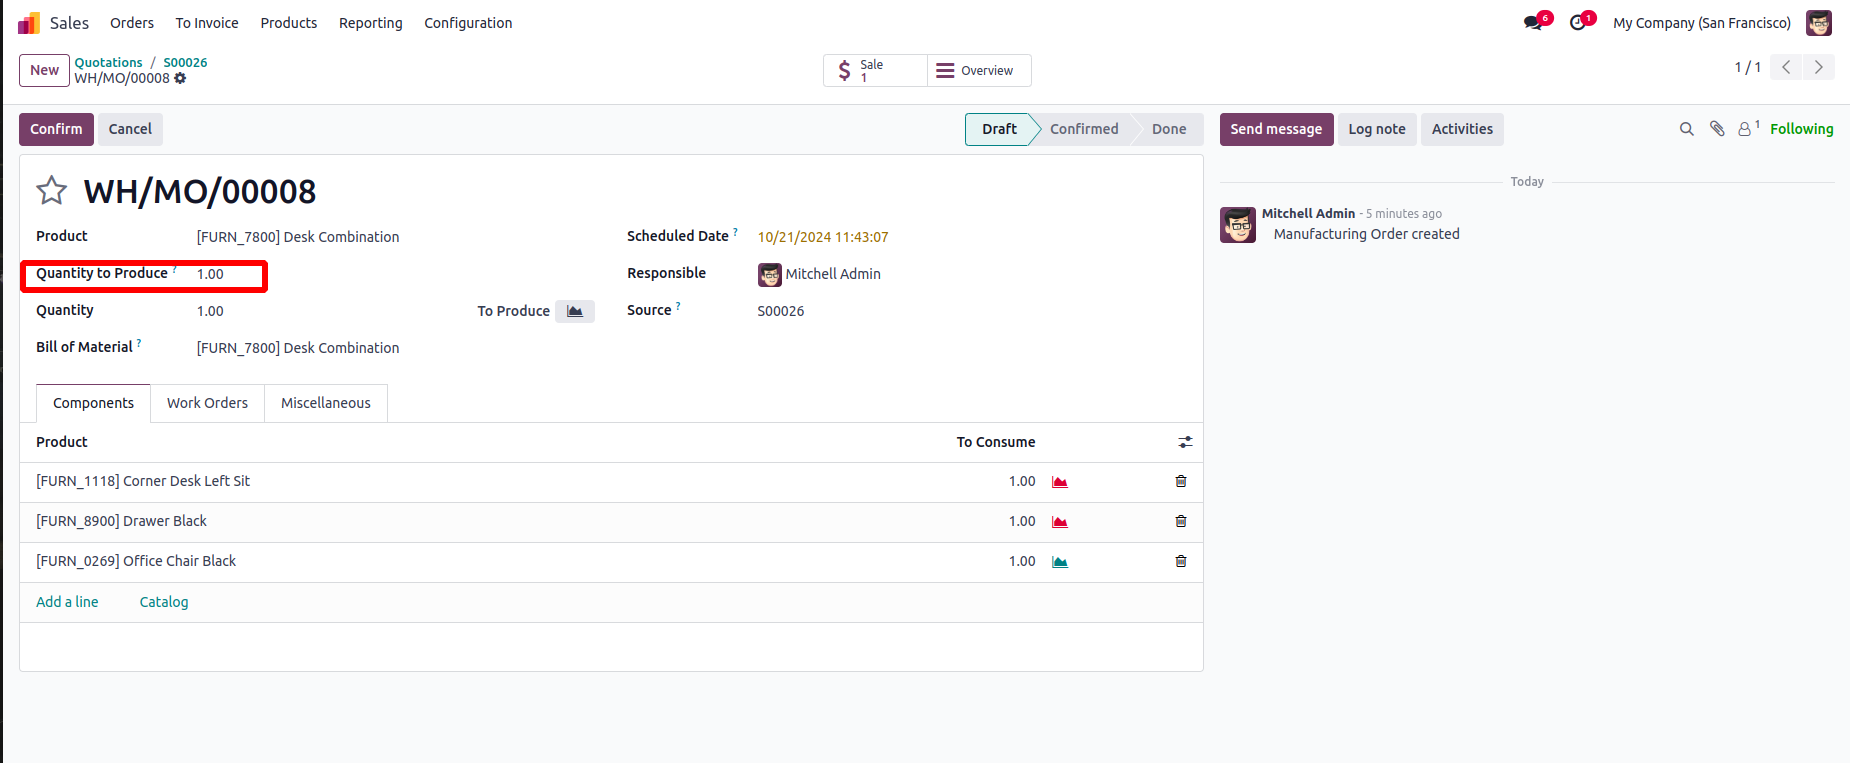 Sales Orders To Invoice Products Reporting Configuration 6 1 My Company (San Francisco)
New Quotations / S00026 Sale 1 Overview 1 / 1
WH/MO/00008
Confirm Cancel Draft Confirmed Done Send message Log note Activities 1 Following
WH/MO/00008
Today
Product [FURN_7800] Desk Combination Scheduled Date ? 10/21/2024 11:43:07
Mitchell Admin - 5 minutes ago
Manufacturing Order created
Quantity to Produce ? 1.00 Responsible Mitchell Admin
Quantity 1.00 To Produce Source ? S00026
Bill of Material ? [FURN_7800] Desk Combination
Components Work Orders Miscellaneous
Product To Consume
[FURN_1118] Corner Desk Left Sit 1.00
[FURN_8900] Drawer Black 1.00
[FURN_0269] Office Chair Black 1.00
Add a line Catalog